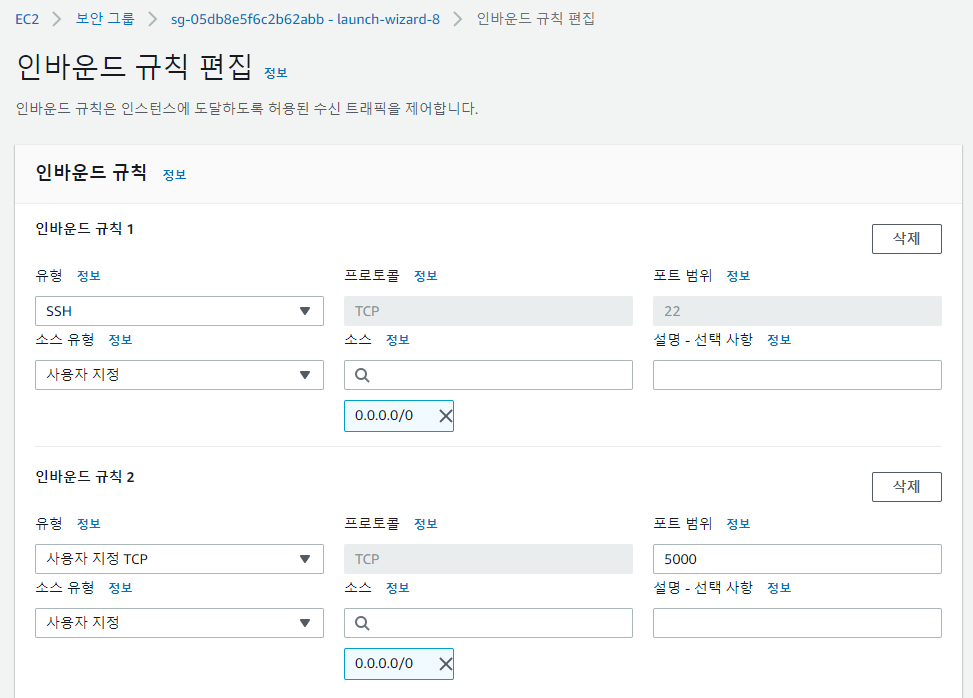 EC2 > 보안 그룹 > sg-05db8e5f6c2b62abb - launch-wizard-8 > 인바운드 규칙 편집
인바운드 규칙 편집 정보
인바운드 규칙은 인스턴스에 도달하도록 허용된 수신 트래픽을 제어합니다.
인바운드 규칙 정보
인바운드 규칙 1
삭제
유형 정보 프로토콜 정보 포트 범위 정보
SSH TCP 22
소스 유형 정보 소스 정보 설명 - 선택 사항 정보
사용자 지정
0.0.0.0/0
인바운드 규칙 2
삭제
유형 정보 프로토콜 정보 포트 범위 정보
사용자 지정 TCP TCP 5000
소스 유형 정보 소스 정보 설명 - 선택 사항 정보
사용자 지정
0.0.0.0/0